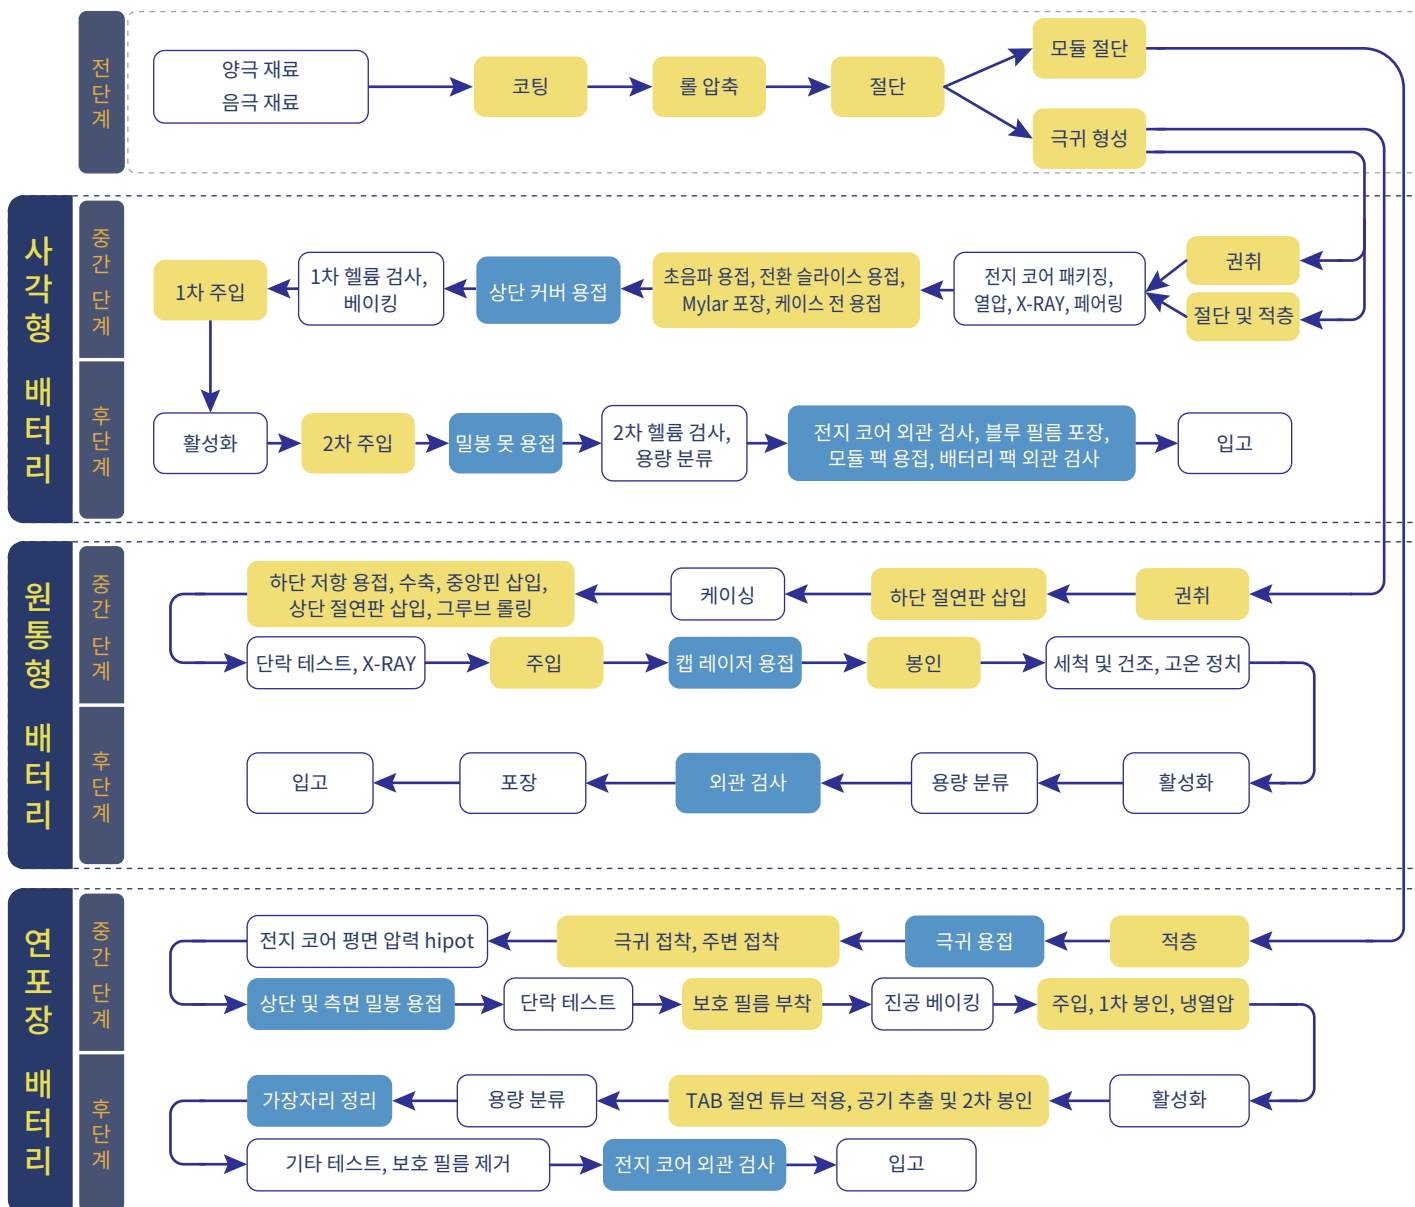 전단계
양극 재료
음극 재료
코팅
롤 압축
절단
모듈 절단
극귀 형성
사각형 배터리
중간 단계
권취
절단 및 적층
전지 코어 패키징,
열압, X-RAY, 페어링
초음파 용접, 전환 슬라이스 용접,
Mylar 포장, 케이스 전 용접
상단 커버 용접
1차 헬륨 검사,
베이킹
1차 주입
후단계
활성화
2차 주입
밀봉 못 용접
2차 헬륨 검사,
용량 분류
전지 코어 외관 검사, 블루 필름 포장,
모듈 팩 용접, 배터리 팩 외관 검사
입고
원통형 배터리
중간 단계
권취
하단 절연판 삽입
케이싱
하단 저항 용접, 수축, 중앙핀 삽입,
상단 절연판 삽입, 그루브 롤링
단락 테스트, X-RAY
주입
캡 레이저 용접
봉인
세척 및 건조, 고온 정치
후단계
활성화
용량 분류
외관 검사
포장
입고
연포장 배터리
중간 단계
적층
극귀 용접
극귀 접착, 주변 접착
전지 코어 평면 압력 hipot
상단 및 측면 밀봉 용접
단락 테스트
보호 필름 부착
진공 베이킹
주입, 1차 봉인, 냉열압
후단계
활성화
TAB 절연 튜브 적용, 공기 추출 및 2차 봉인
용량 분류
가장자리 정리
기타 테스트, 보호 필름 제거
전지 코어 외관 검사
입고